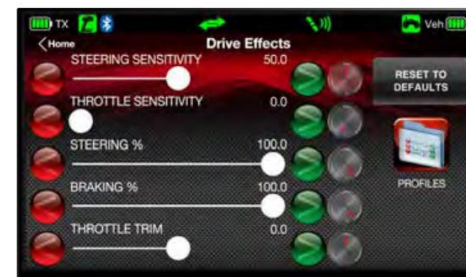 TX Veh
Home Drive Effects
STEERING SENSITIVITY 50.0
RESET TO
DEFAULTS
THROTTLE SENSITIVITY 0.0
STEERING % 100.0
PROFILES
BRAKING % 100.0
THROTTLE TRIM 0.0